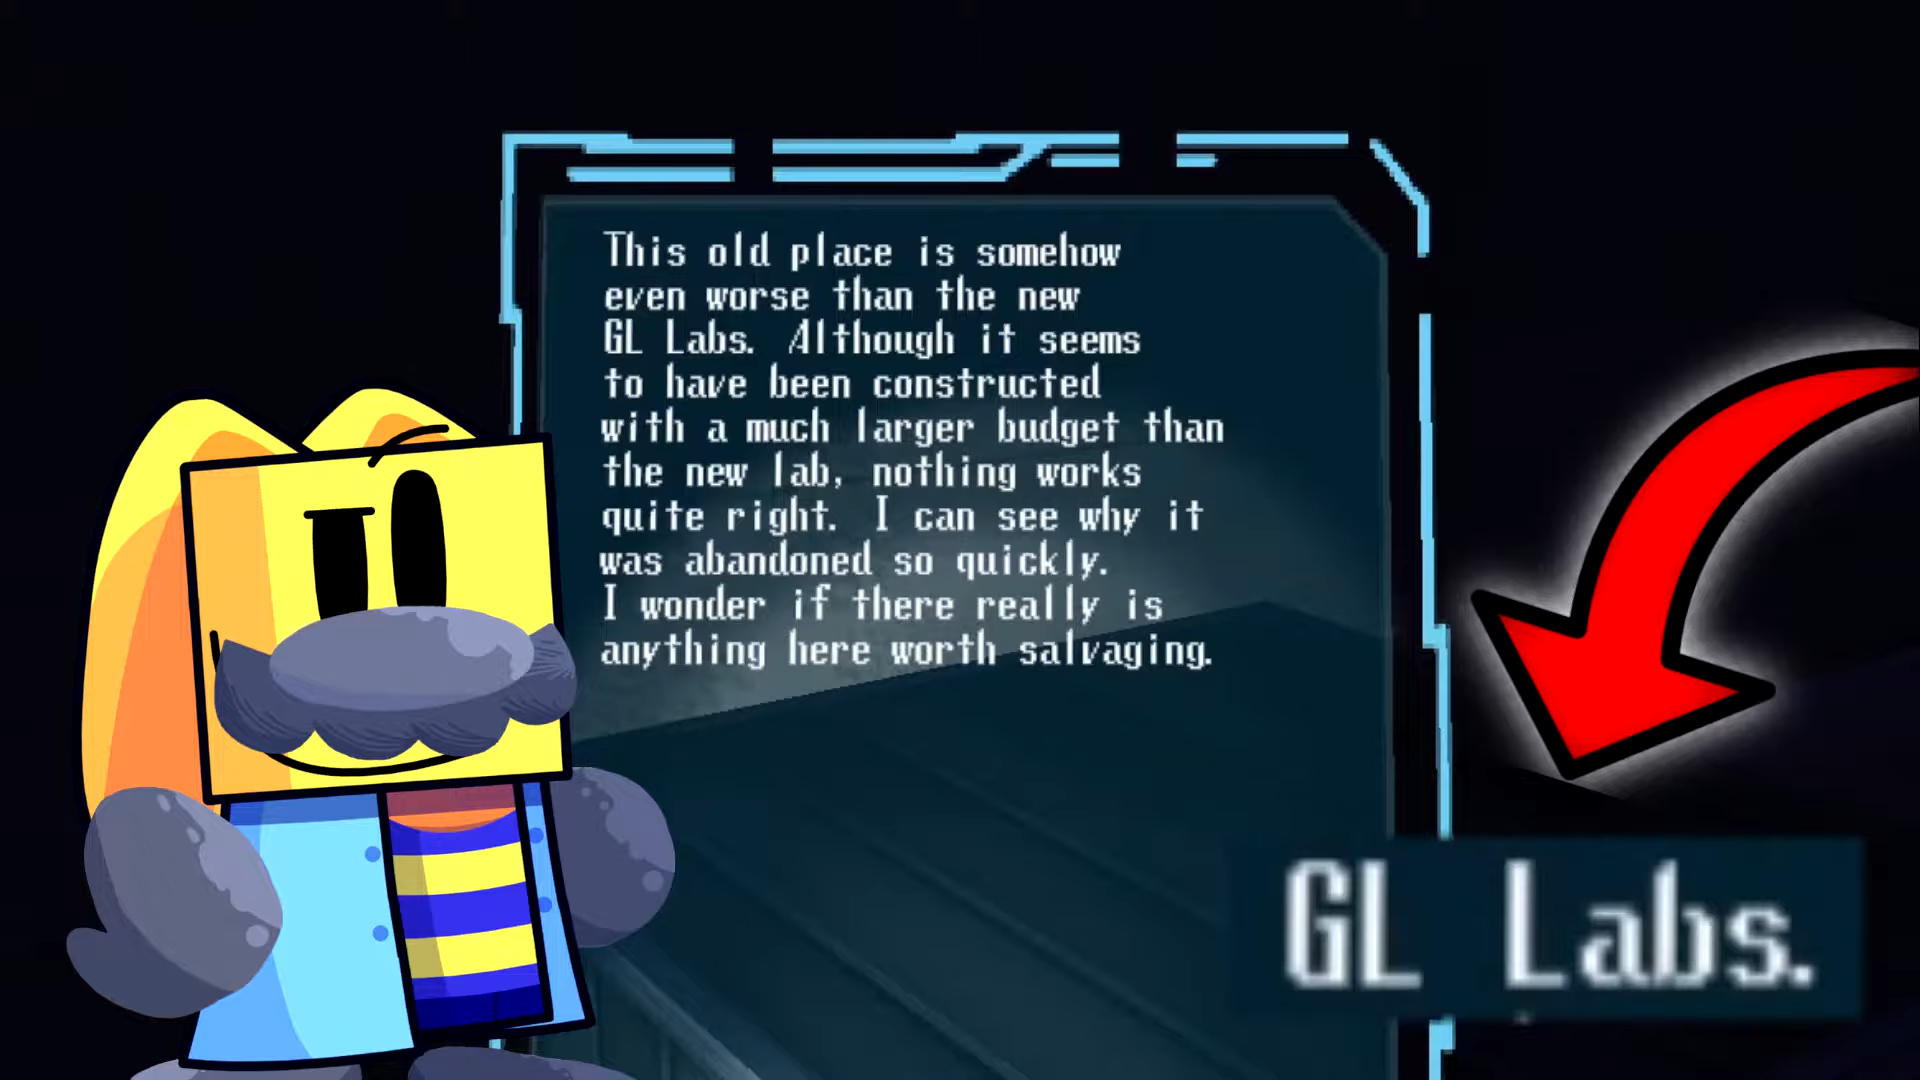 This old place is somehow
even worse than the new
GL Labs. Although it seems
to have been constructed
with a much larger budget than
the new lab, nothing works
quite right. I can see why it
was abandoned so quickly.
I wonder if there really is
anything here worth salvaging.
GL Labs.